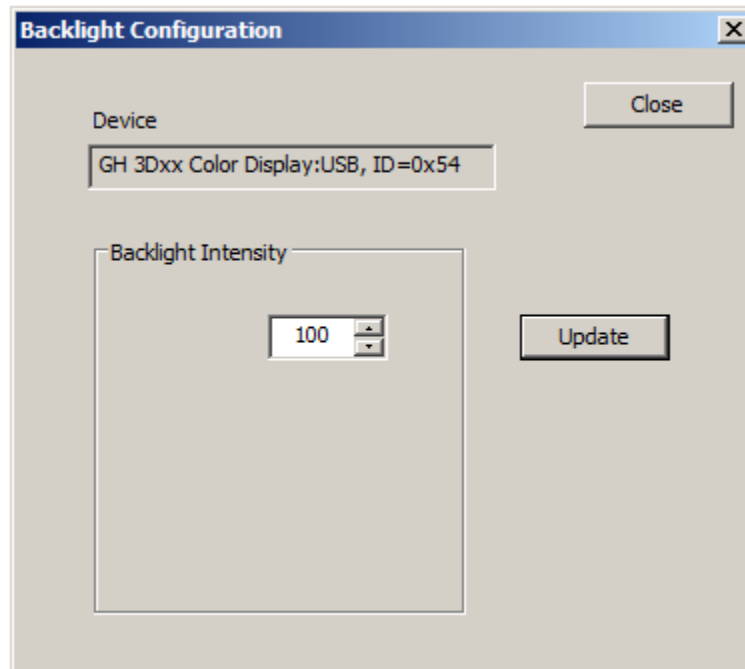 Backlight Configuration
Close
Device
GH 3Dxx Color Display:USB, ID=0x54
Backlight Intensity
100
Update